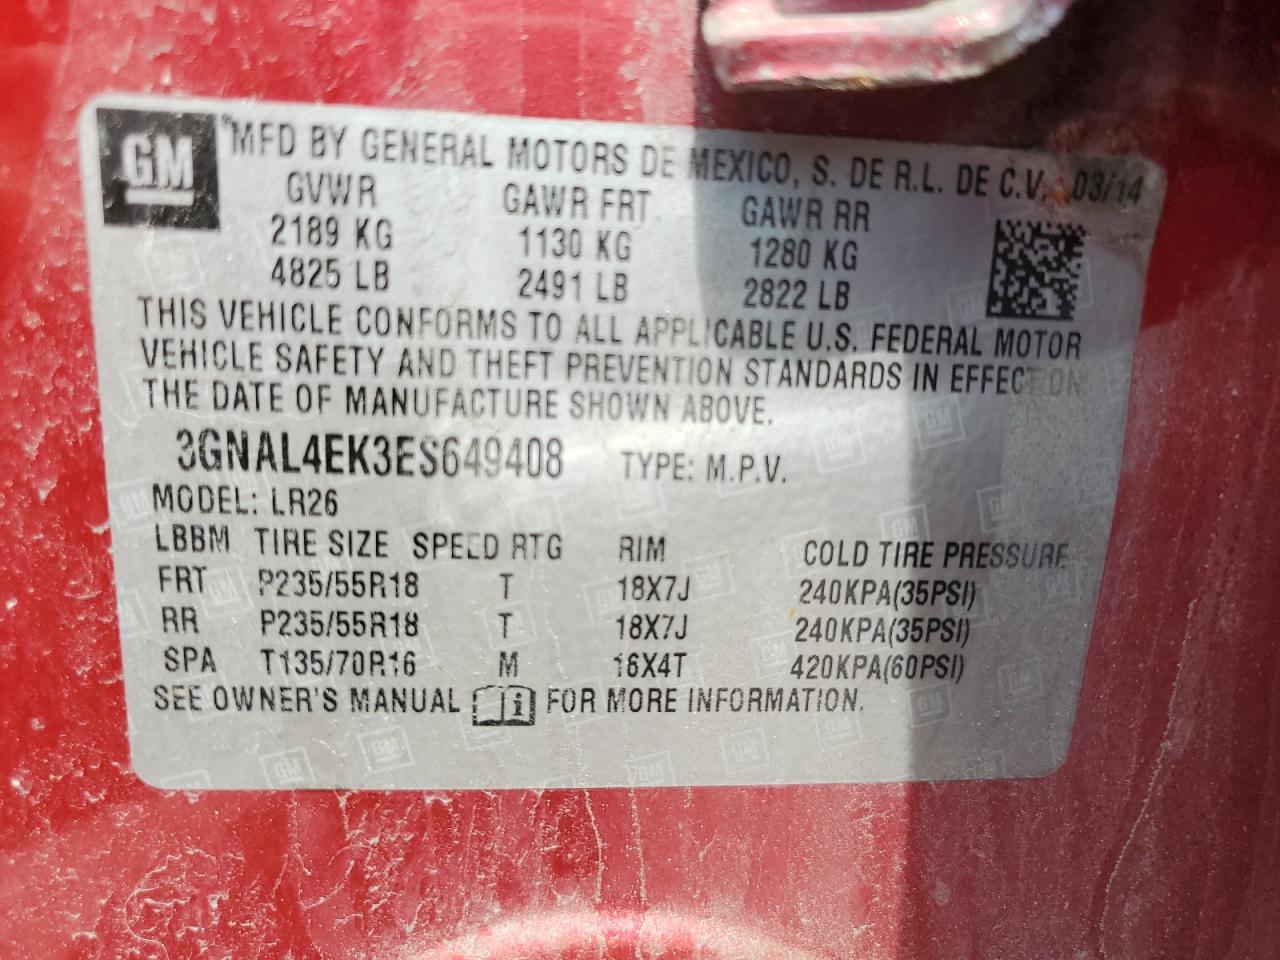 GM
MFD BY GENERAL MOTORS DE MEXICO, S. DE R.L. DE C.V. 03/14
GVWR GAWR FRT GAWR RR
2189 KG 1130 KG 1280 KG
4825 LB 2491 LB 2822 LB
THIS VEHICLE CONFORMS TO ALL APPLICABLE U.S. FEDERAL MOTOR
VEHICLE SAFETY AND THEFT PREVENTION STANDARDS IN EFFECT ON
THE DATE OF MANUFACTURE SHOWN ABOVE.
3GNAL4EK3ES649408 TYPE: M.P.V.
MODEL: LR26
LBBM TIRE SIZE SPEED RTG RIM COLD TIRE PRESSURE
FRT P235/55R18 T 18X7J 240KPA(35PSI)
RR P235/55R18 T 18X7J 240KPA(35PSI)
SPA T135/70R16 M 16X4T 420KPA(60PSI)
SEE OWNER'S MANUAL i FOR MORE INFORMATION.